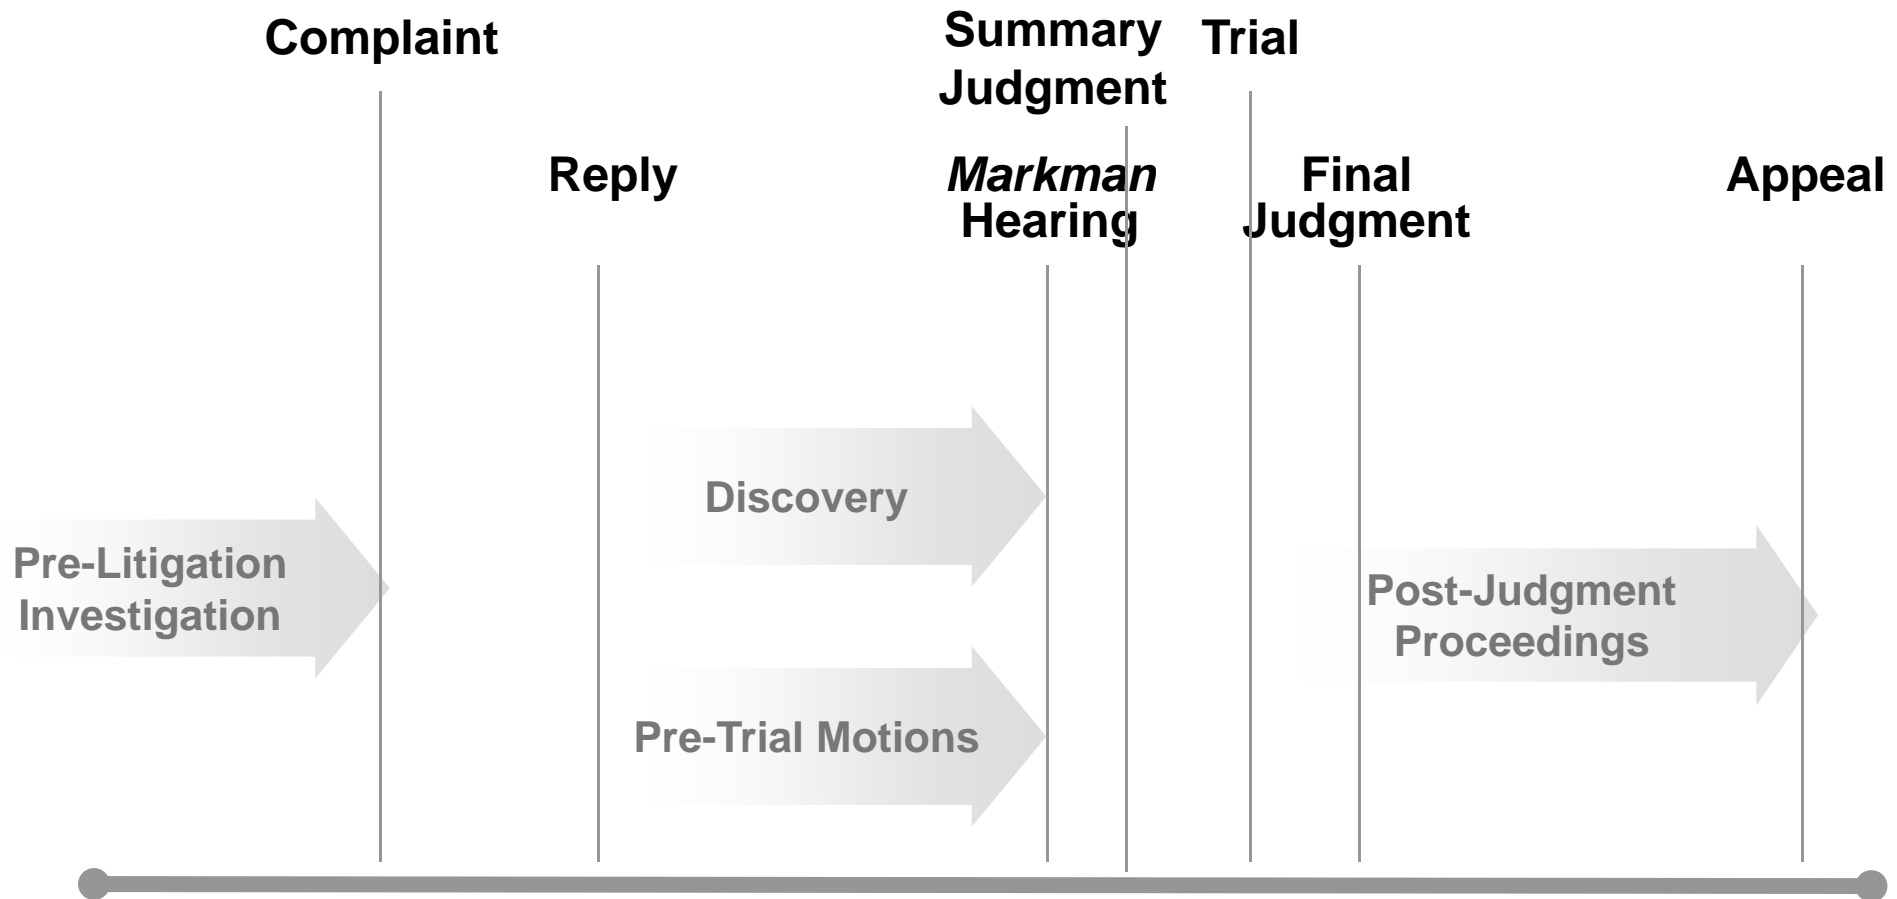 Complaint
Summary
Judgment
Trial
Reply
Markman
Hearing
Final
Judgment
Appeal
Discovery
Pre-Litigation
Investigation
Post-Judgment
Proceedings
Pre-Trial Motions